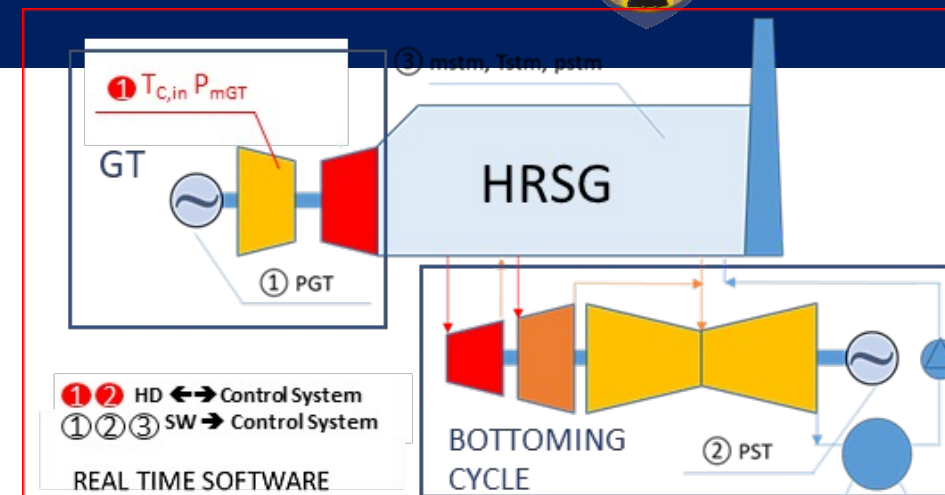 ③ mstm, Tstm, pstm
❶ T_C,in P_mGT
GT
HRSG
① PGT
❶❷ HD ←→ Control System
①②③ SW → Control System
REAL TIME SOFTWARE
BOTTOMING
CYCLE
② PST